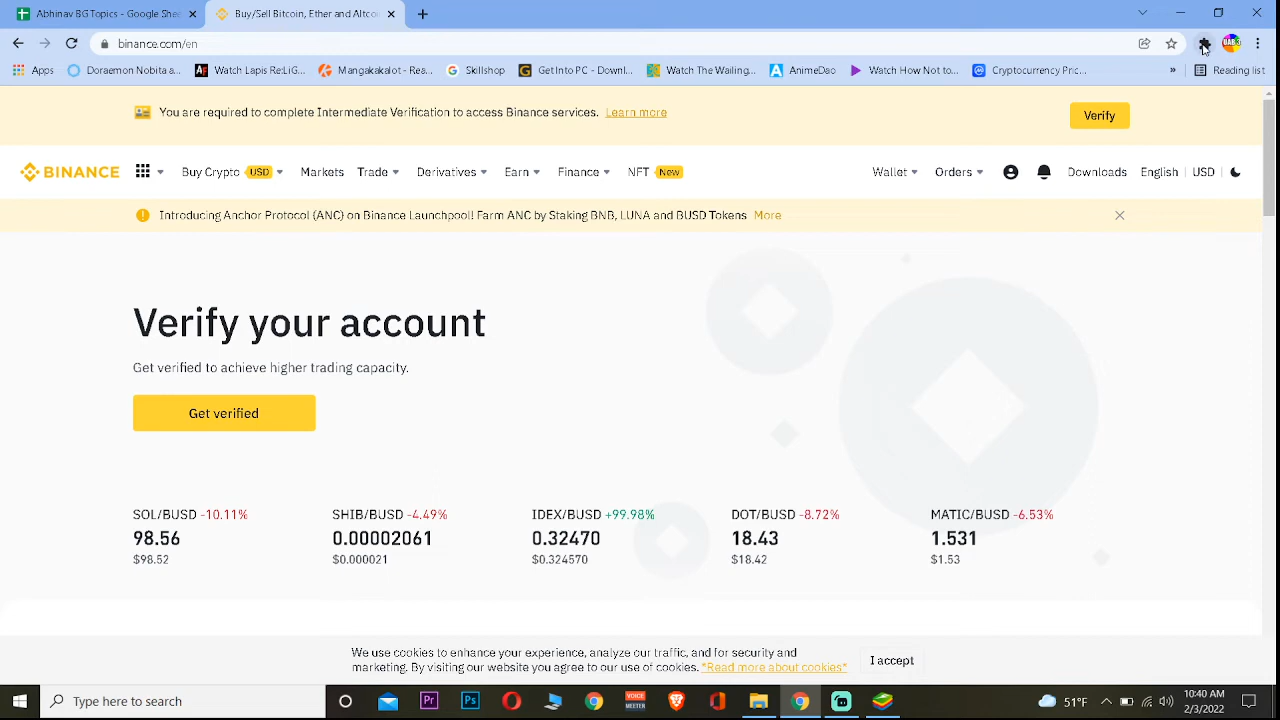 Abubakar BG Topics - Google Shee
Buy/Sell Bitcoin, Ether and Altco
binance.com/en
Apps
Doraemon Nobita a...
Watch Lapis Re:Lig...
G Skillshare
Getinto PC - Downl...
Watch The Wailing...
AnimeDao
Watch How Not to...
Cryptocurrency Pric...
»
Reading list
You are required to complete Intermediate Verification to access Binance services. Learn more
Verify
BINANCE
Buy Crypto USD
Markets
Trade
Derivatives
Earn
Finance
NFT New
Wallet
Orders
Downloads
English | USD
Introducing Anchor Protocol (ANC) on Binance Launchpool! Farm ANC by Staking BNB, LUNA and BUSD Tokens More
Verify your account
Get verified to achieve higher trading capacity.
Get verified
SOL/BUSD -10.11%
98.56
$98.52
SHIB/BUSD -4.49%
0.00002061
$0.000021
IDEX/BUSD +99.98%
0.32470
$0.324570
DOT/BUSD -8.72%
18.43
$18.42
MATIC/BUSD -6.53%
1.531
$1.53
We use cookies to enhance your experience, analyze our traffic, and for security and
marketing. By visiting our website you agree to our use of cookies. *Read more about cookies*
I accept
Type here to search
Pr
Ps
VOICE
MEETER
51°F
10:40 AM
2/3/2022